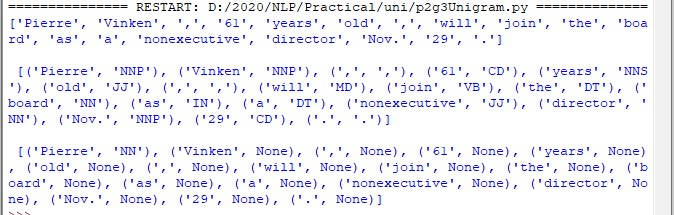 =============== RESTART: D:/2020/NLP/Practical/uni/p2g3Unigram.py ==============
['Pierre', 'Vinken', ',', '61', 'years', 'old', ',', 'will', 'join', 'the', 'boa
rd', 'as', 'a', 'nonexecutive', 'director', 'Nov.', '29', '.']
[('Pierre', 'NNP'), ('Vinken', 'NNP'), (',', ','), ('61', 'CD'), ('years', 'NNS
'), ('old', 'JJ'), (',', ','), ('will', 'MD'), ('join', 'VB'), ('the', 'DT'), ('
board', 'NN'), ('as', 'IN'), ('a', 'DT'), ('nonexecutive', 'JJ'), ('director', '
NN'), ('Nov.', 'NNP'), ('29', 'CD'), ('.', '.')]
[('Pierre', 'NN'), ('Vinken', None), (',', None), ('61', None), ('years', None)
, ('old', None), (',', None), ('will', None), ('join', None), ('the', None), ('b
oard', None), ('as', None), ('a', None), ('nonexecutive', None), ('director', No
ne), ('Nov.', None), ('29', None), ('.', None)]
>>>